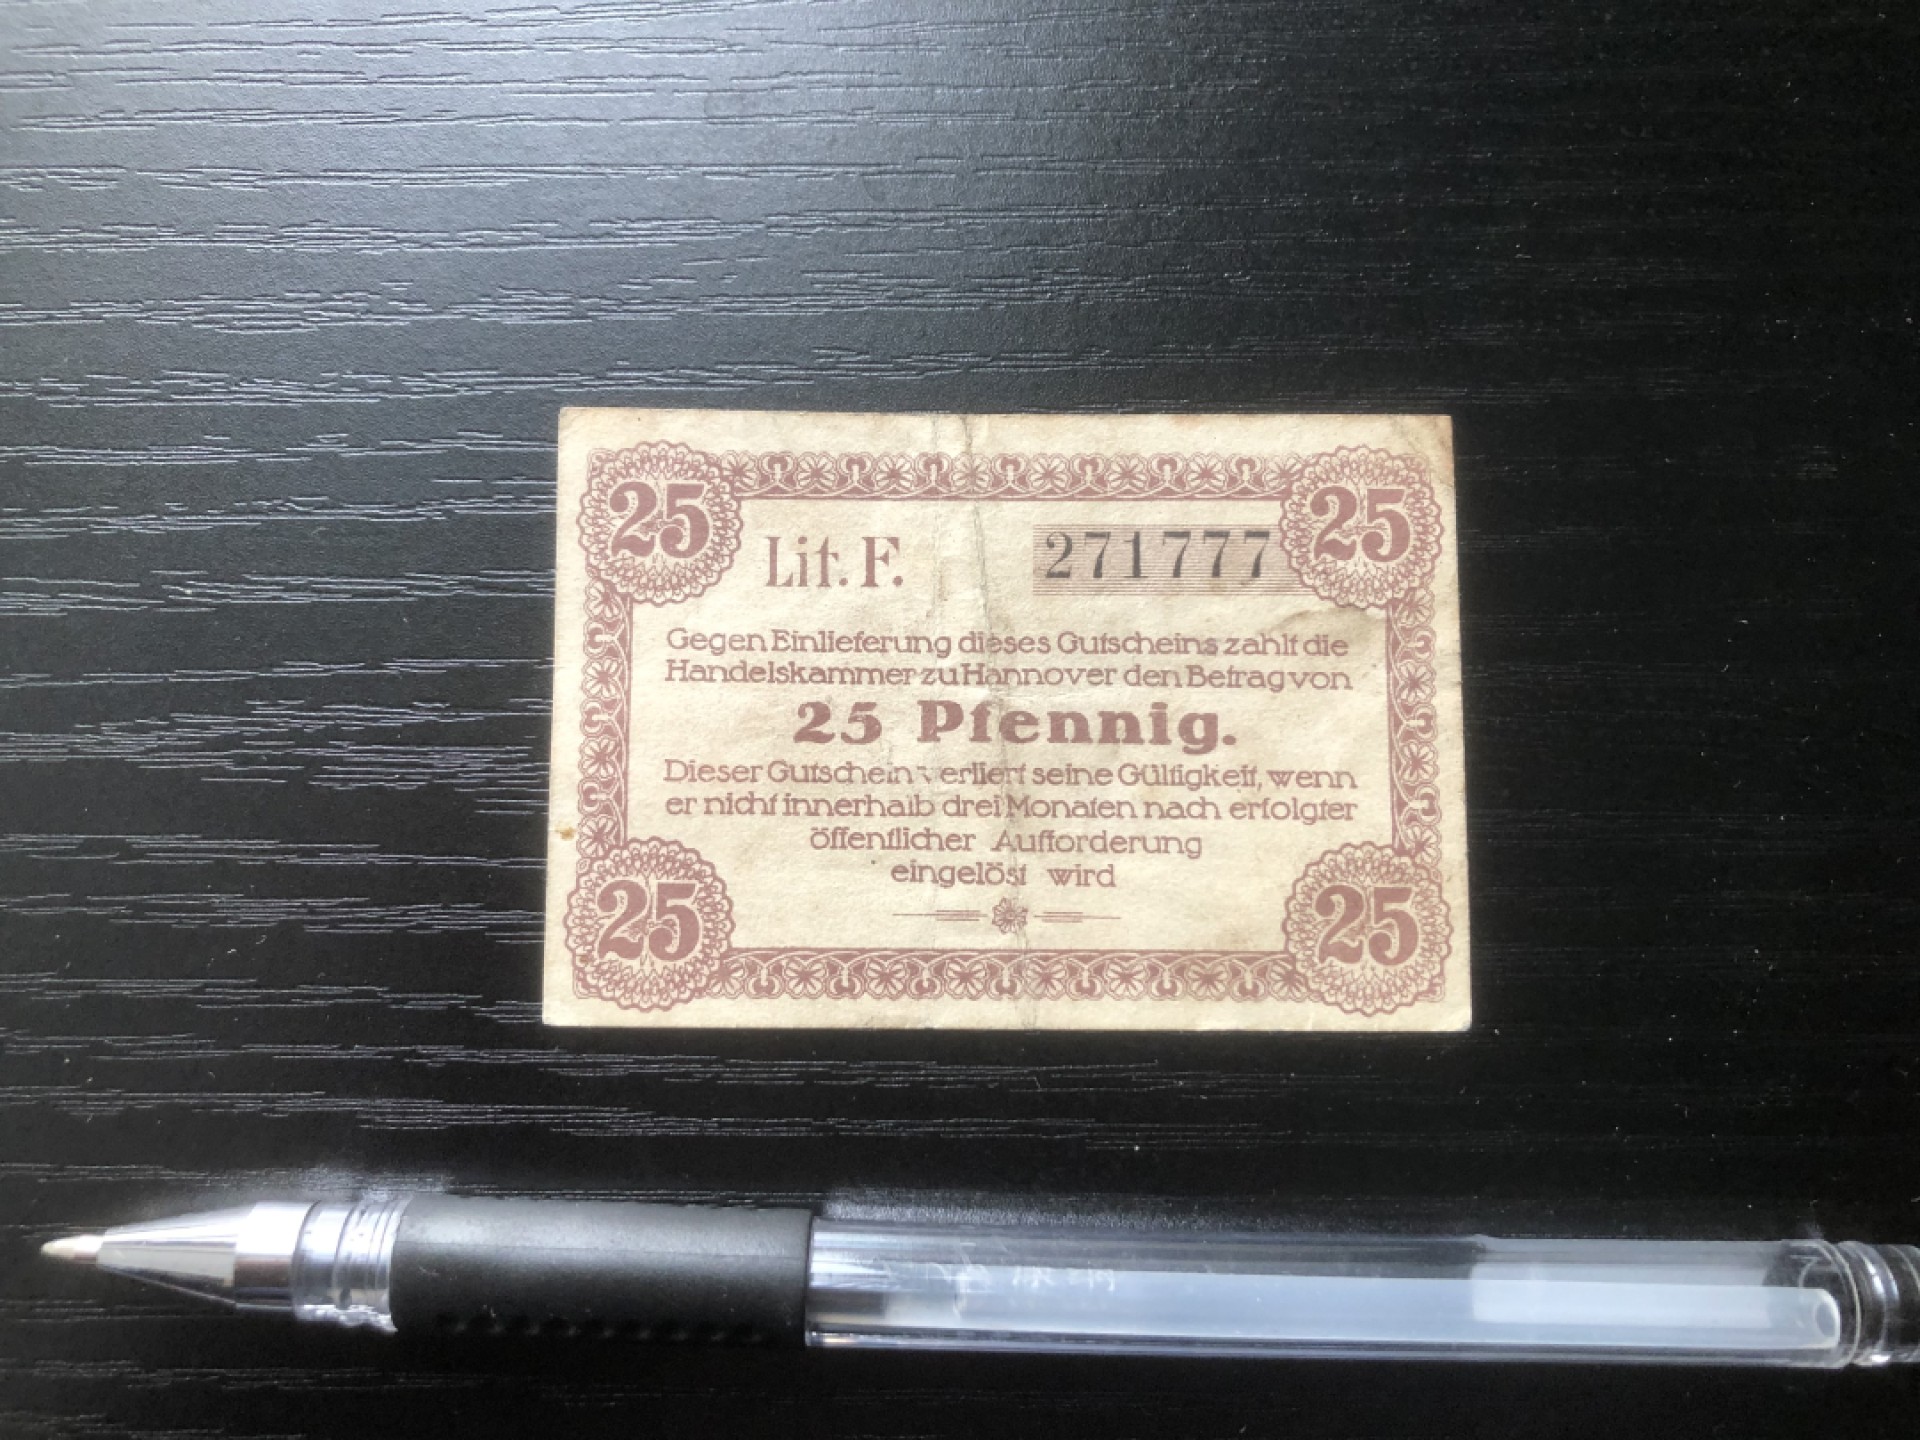 25 25
Lit. F. 271777
Gegen Einlieferung dieses Gutscheins zahlt die
Handelskammer zu Hannover den Betrag von
25 Pfennig.
Dieser Gutschein verliert seine Gültigkeit, wenn
er nicht innerhalb drei Monaten nach erfolgter
öffentlicher Aufforderung
eingelöst wird
25 25